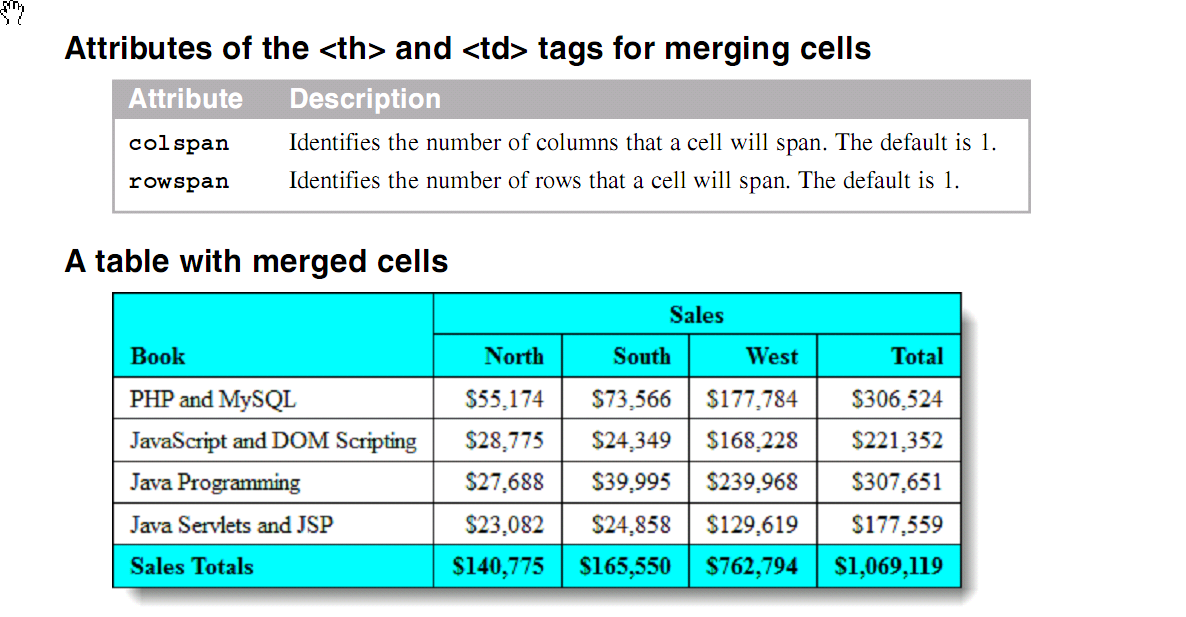 Attributes of the <th> and <td> tags for merging cells
Attribute Description
colspan Identifies the number of columns that a cell will span. The default is 1.
rowspan Identifies the number of rows that a cell will span. The default is 1.
A table with merged cells
Sales
Book North South West Total
PHP and MySQL $55,174 $73,566 $177,784 $306,524
JavaScript and DOM Scripting $28,775 $24,349 $168,228 $221,352
Java Programming $27,688 $39,995 $239,968 $307,651
Java Servlets and JSP $23,082 $24,858 $129,619 $177,559
Sales Totals $140,775 $165,550 $762,794 $1,069,119